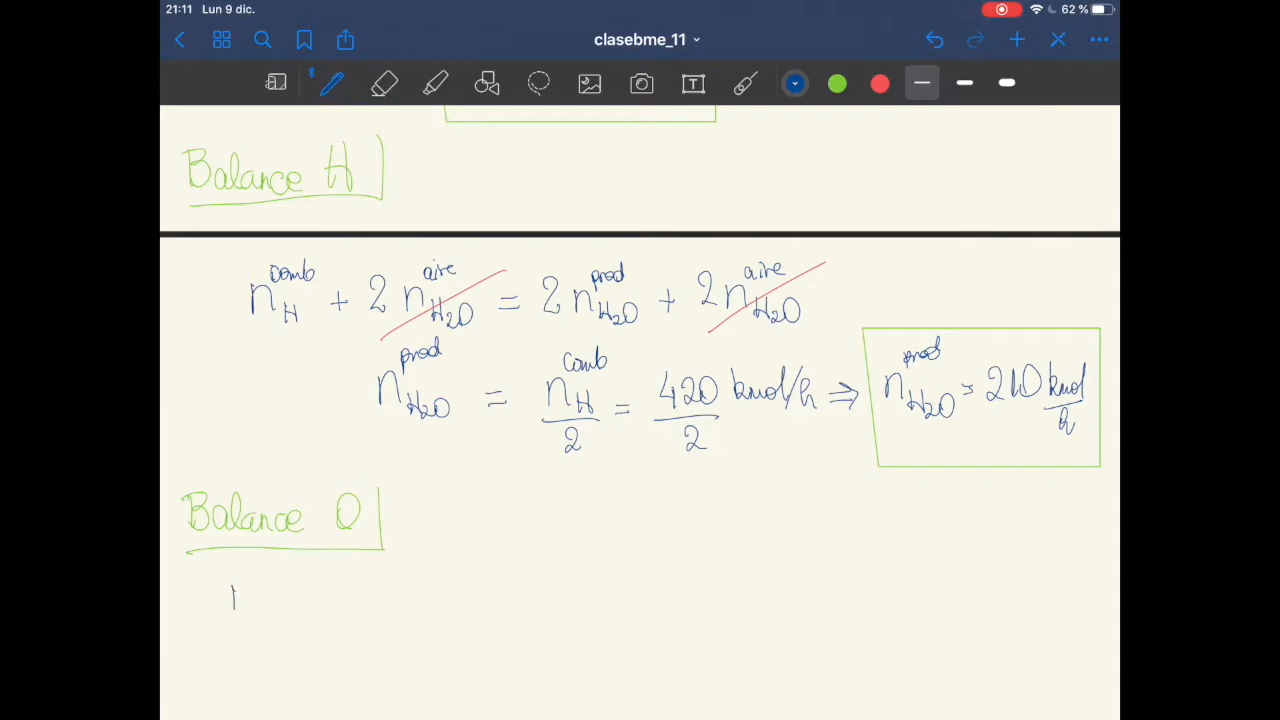 21:11 Lun 9 dic. 62 %
clasebme_11
Balance H
n_H^comb + 2 n_H2O^aire = 2 n_H2O^prod + 2 n_H2O^aire
n_H2O^prod = n_H^comb / 2 = 420 / 2 kmol/h ⇒ n_H2O^prod = 210 kmol/h
Balance O